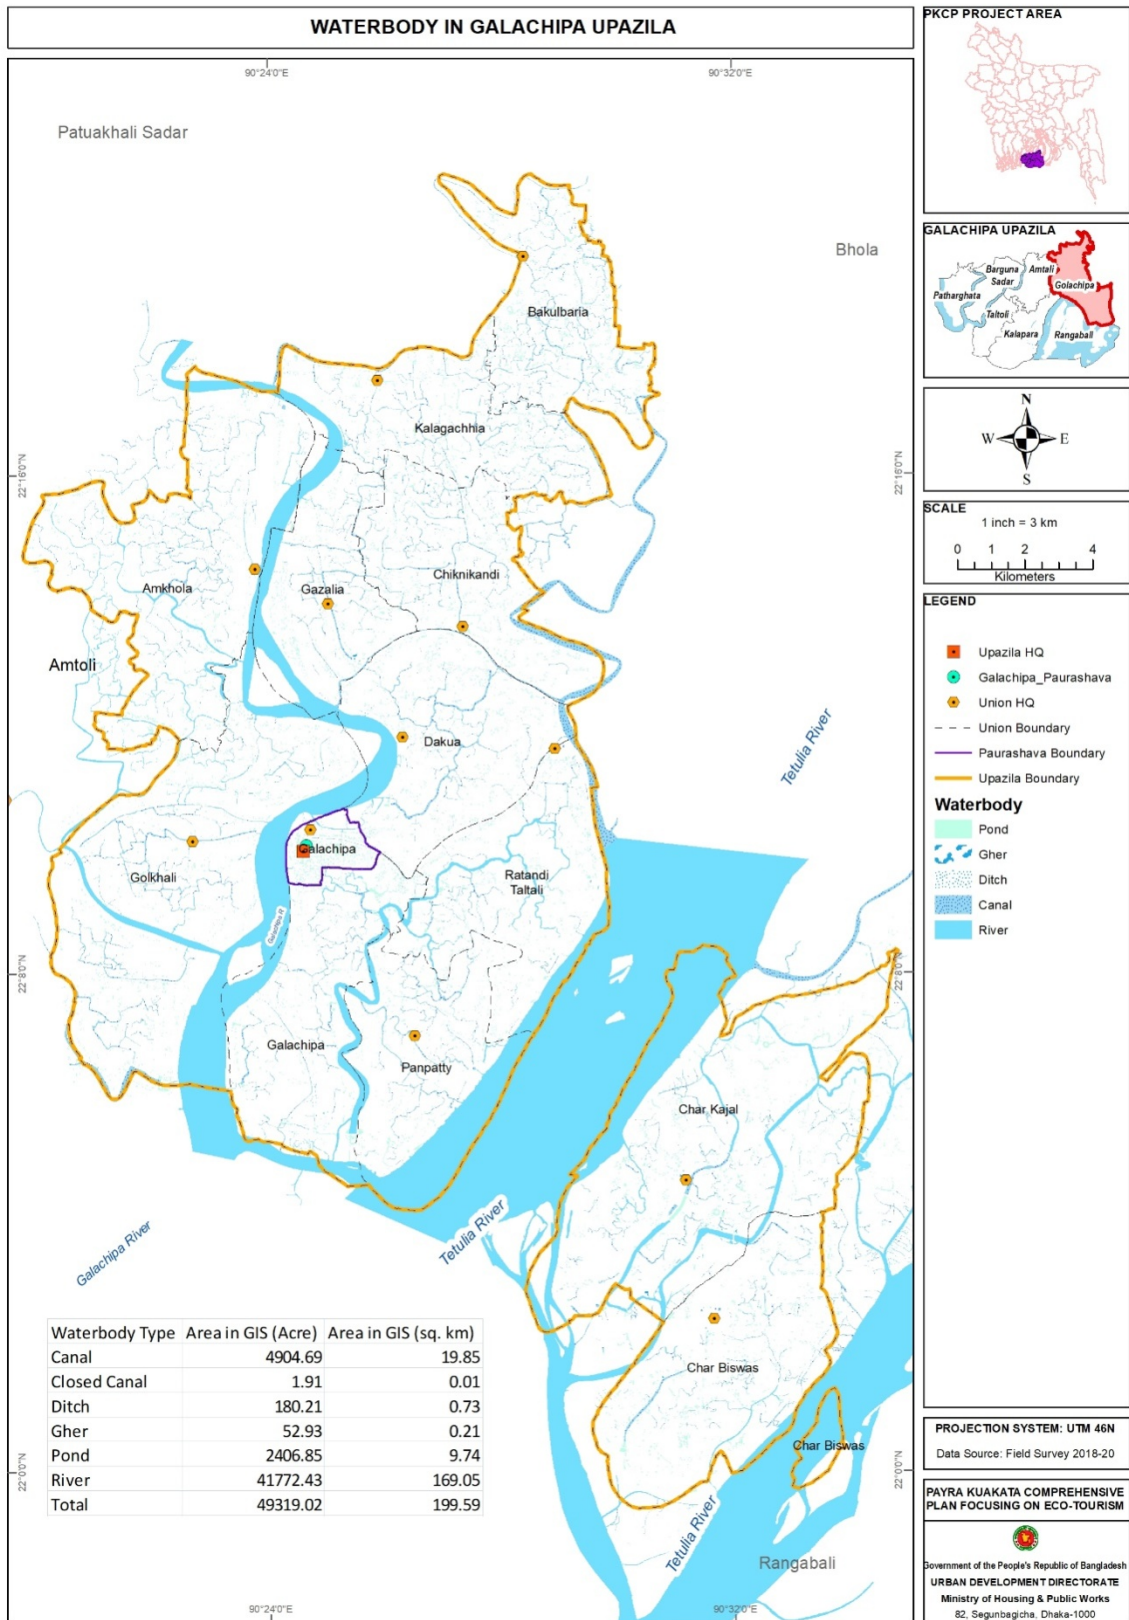 WATERBODY IN GALACHIPA UPAZILA
90°24'0"E
90°32'0"E
Patuakhali Sadar
Bhola
Bakulbaria
Kalagachhia
22°16'0"N
22°16'0"N
Chiknikandi
Amkhola
Gazalia
Amtoli
Dakua
Tetulia River
Galachipa
Golkhali
Ratandi
Taltali
Galachipa R
22°8'0"N
22°8'0"N
Galachipa
Panpatty
Char Kajal
Tetulia River
Galachipa River
Char Biswas
Char Biswas
22°0'0"N
22°0'0"N
Tetulia River
Rangabali
90°24'0"E
90°32'0"E
Waterbody Type Area in GIS (Acre) Area in GIS (sq. km)
Canal 4904.69 19.85
Closed Canal 1.91 0.01
Ditch 180.21 0.73
Gher 52.93 0.21
Pond 2406.85 9.74
River 41772.43 169.05
Total 49319.02 199.59
PKCP PROJECT AREA
GALACHIPA UPAZILA
Barguna
Sadar
Amtali
Golachipa
Patharghata
Taltoli
Kalapara
Rangabali
N
W E
S
SCALE
1 inch = 3 km
0 1 2 4
Kilometers
LEGEND
Upazila HQ
Galachipa_Paurashava
Union HQ
Union Boundary
Paurashava Boundary
Upazila Boundary
Waterbody
Pond
Gher
Ditch
Canal
River
PROJECTION SYSTEM: UTM 46N
Data Source: Field Survey 2018-20
PAYRA KUAKATA COMPREHENSIVE
PLAN FOCUSING ON ECO-TOURISM
Government of the People's Republic of Bangladesh
URBAN DEVELOPMENT DIRECTORATE
Ministry of Housing & Public Works
82, Segunbagicha, Dhaka-1000